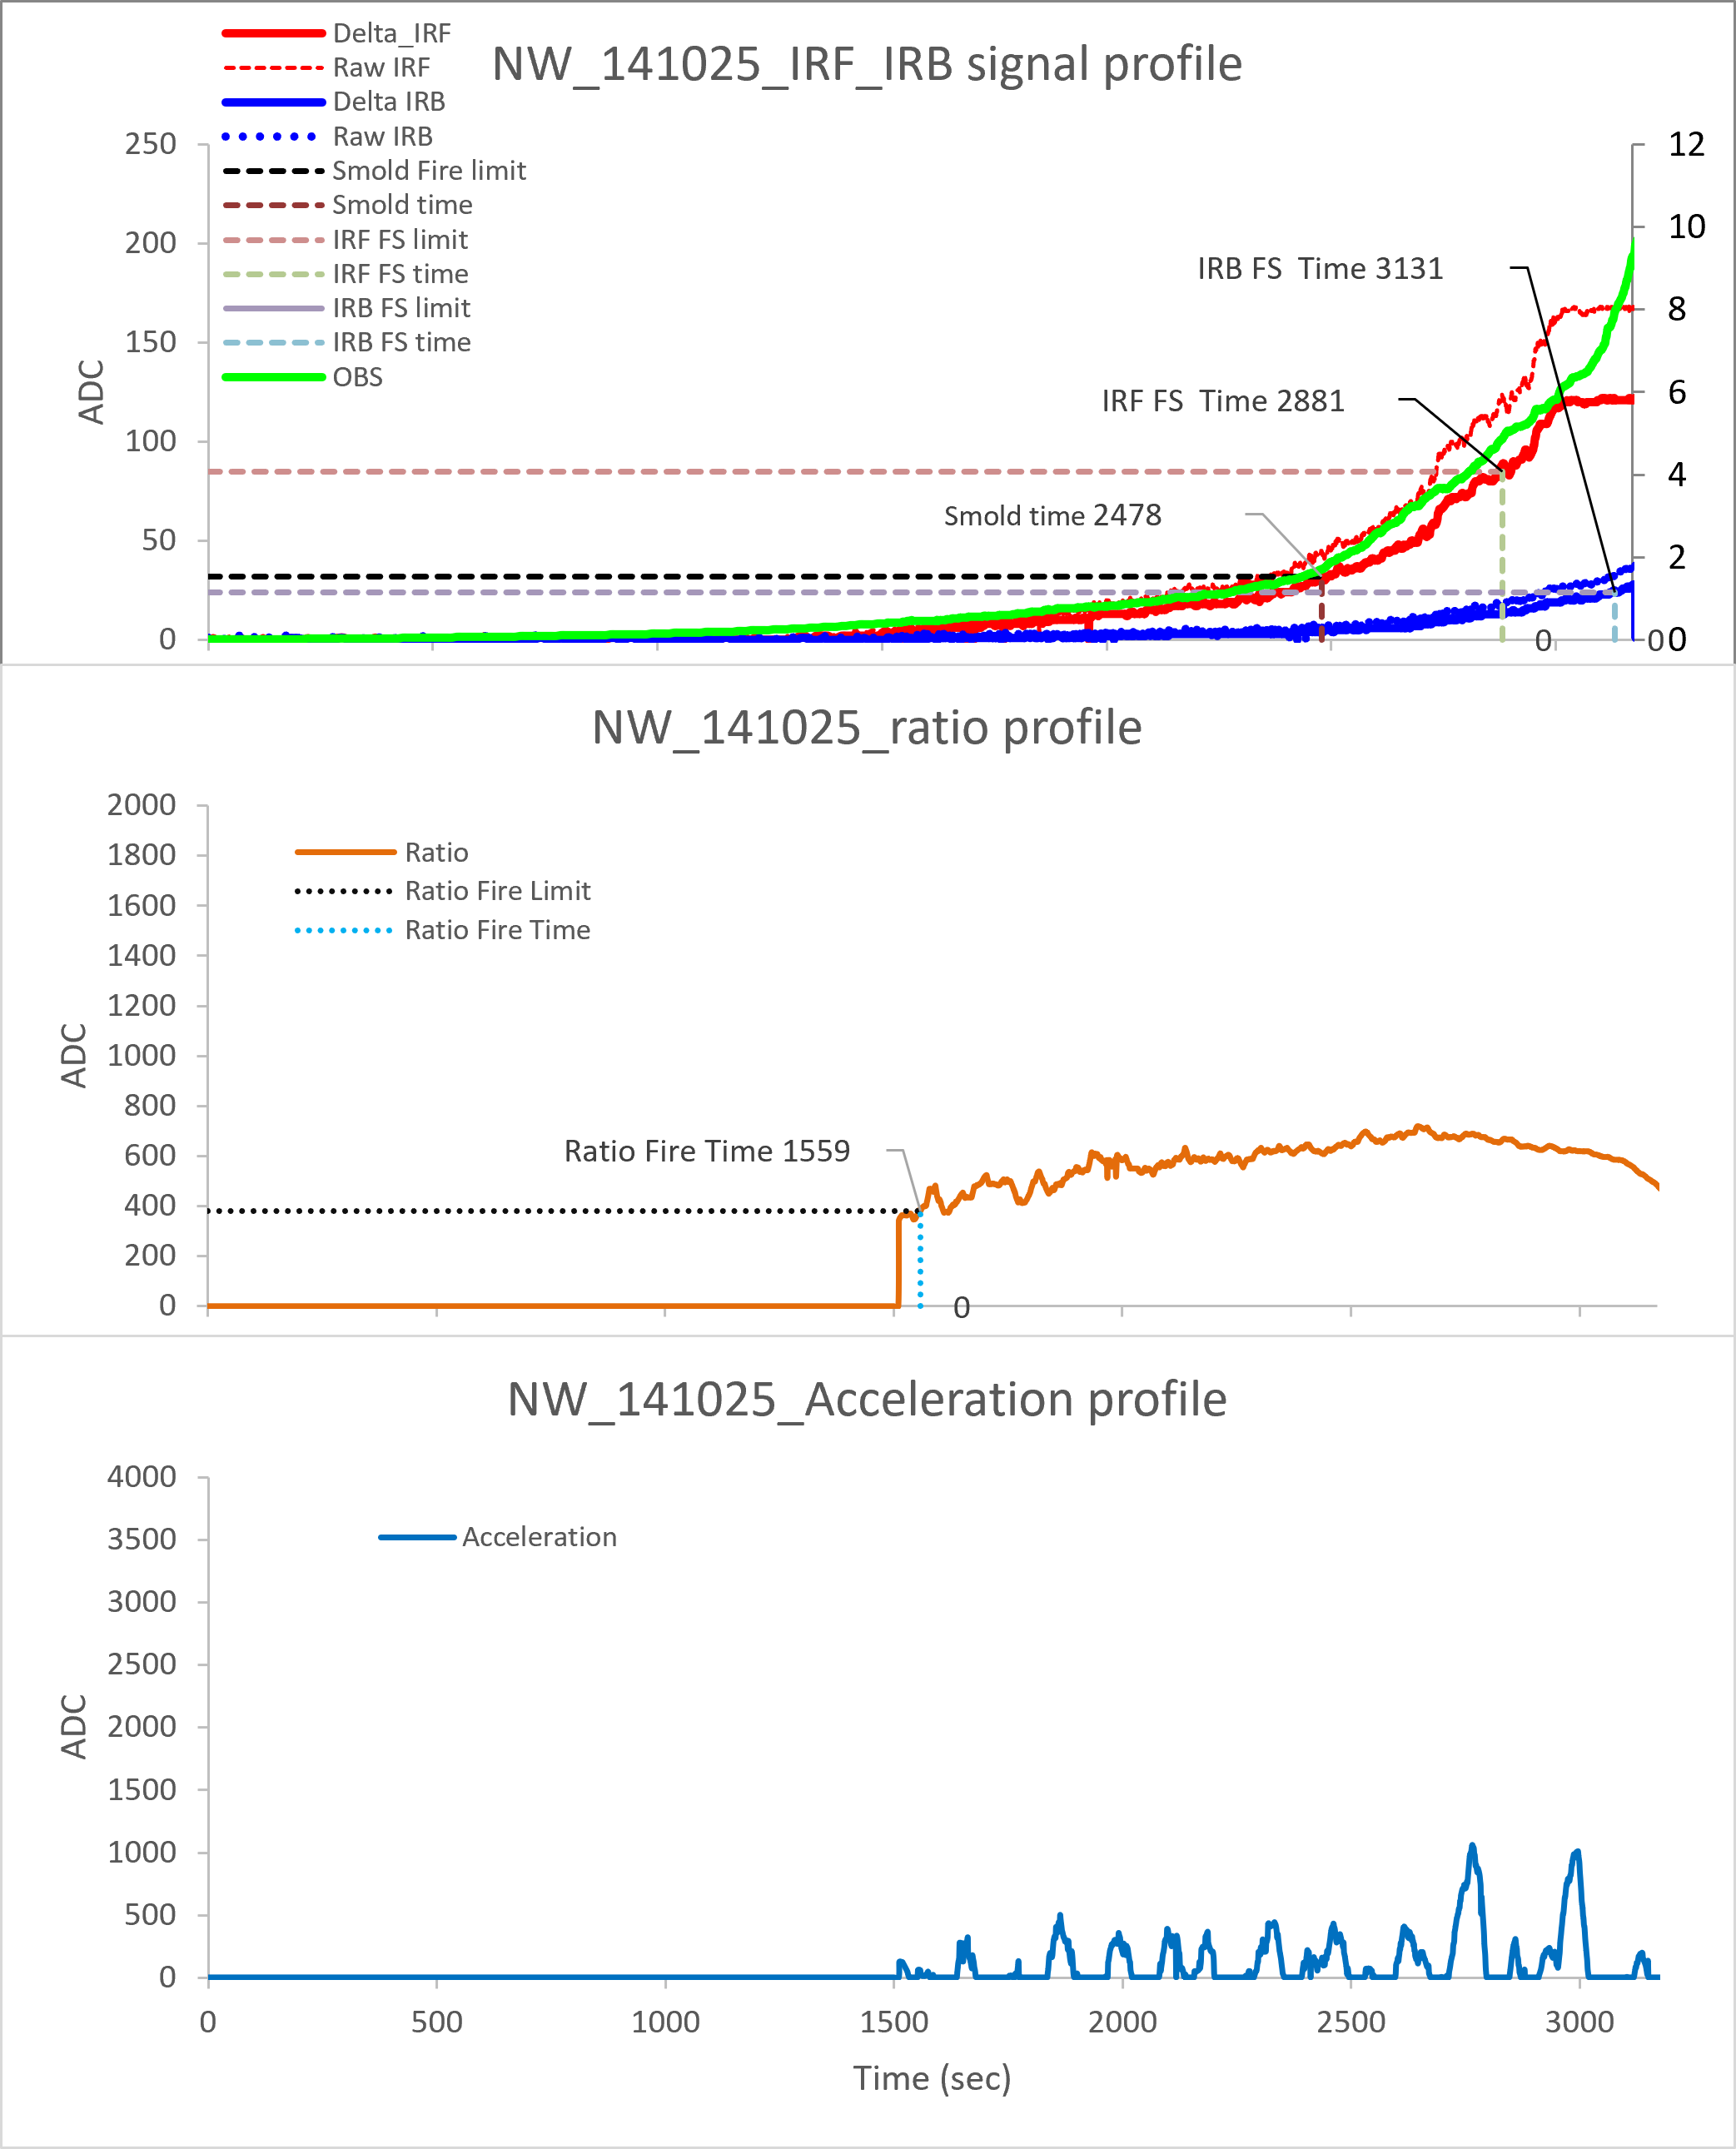 Delta_IRF
NW_141025_IRF_IRB signal profile
Raw IRF
Delta IRB
Raw IRB
Smold Fire limit
Smold time
IRF FS limit
IRF FS time
IRB FS limit
IRB FS time
OBS
250
200
150
100
50
0
ADC
12
10
8
6
4
2
0
IRB FS  Time 3131
IRF FS  Time 2881
Smold time 2478
0
0
NW_141025_ratio profile
2000
1800
1600
1400
1200
1000
800
600
400
200
0
ADC
Ratio
Ratio Fire Limit
Ratio Fire Time
Ratio Fire Time 1559
0
NW_141025_Acceleration profile
4000
3500
3000
2500
2000
1500
1000
500
0
ADC
Acceleration
0 500 1000 1500 2000 2500 3000
Time (sec)